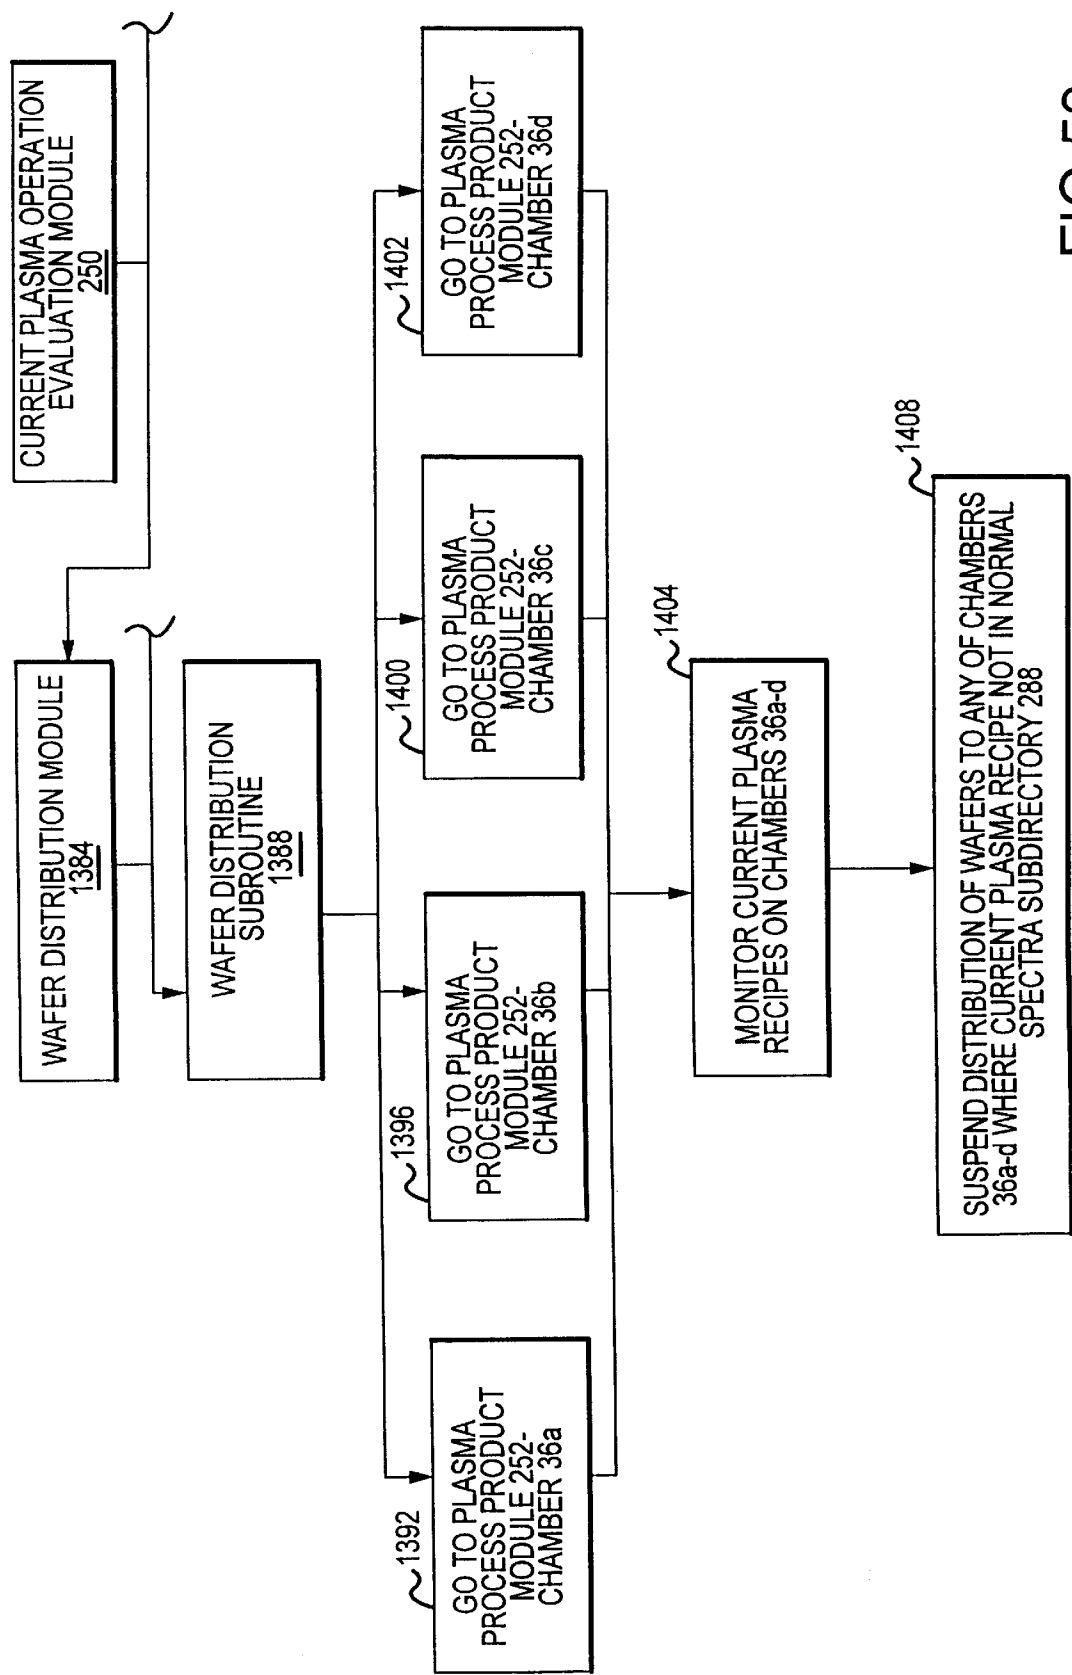 CURRENT PLASMA OPERATION
EVALUATION MODULE
250
WAFER DISTRIBUTION MODULE
1384
WAFER DISTRIBUTION
SUBROUTINE
1388
1392
GO TO PLASMA
PROCESS PRODUCT
MODULE 252-
CHAMBER 36a
1396
GO TO PLASMA
PROCESS PRODUCT
MODULE 252-
CHAMBER 36b
1400
GO TO PLASMA
PROCESS PRODUCT
MODULE 252-
CHAMBER 36c
1402
GO TO PLASMA
PROCESS PRODUCT
MODULE 252-
CHAMBER 36d
1404
MONITOR CURRENT PLASMA
RECIPES ON CHAMBERS 36a-d
1408
SUSPEND DISTRIBUTION OF WAFERS TO ANY OF CHAMBERS
36a-d WHERE CURRENT PLASMA RECIPE NOT IN NORMAL
SPECTRA SUBDIRECTORY 288